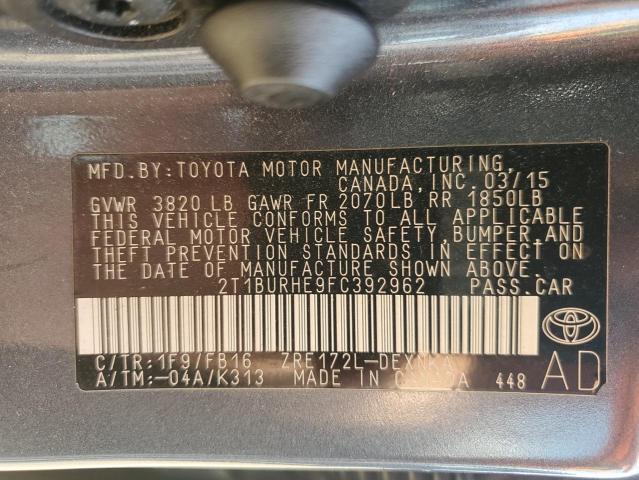 MFD. BY: TOYOTA MOTOR MANUFACTURING,
CANADA, INC. 03/15
GVWR 3820 LB GAWR FR 2070LB RR 1850LB
THIS VEHICLE CONFORMS TO ALL APPLICABLE
FEDERAL MOTOR VEHICLE SAFETY, BUMPER, AND
THEFT PREVENTION STANDARDS IN EFFECT ON
THE DATE OF MANUFACTURE SHOWN ABOVE.
2T1BURHE9FC392962 PASS. CAR
C/TR: 1F9/FB16
A/TM: -04A/K313 MADE IN CANADA 448
AD